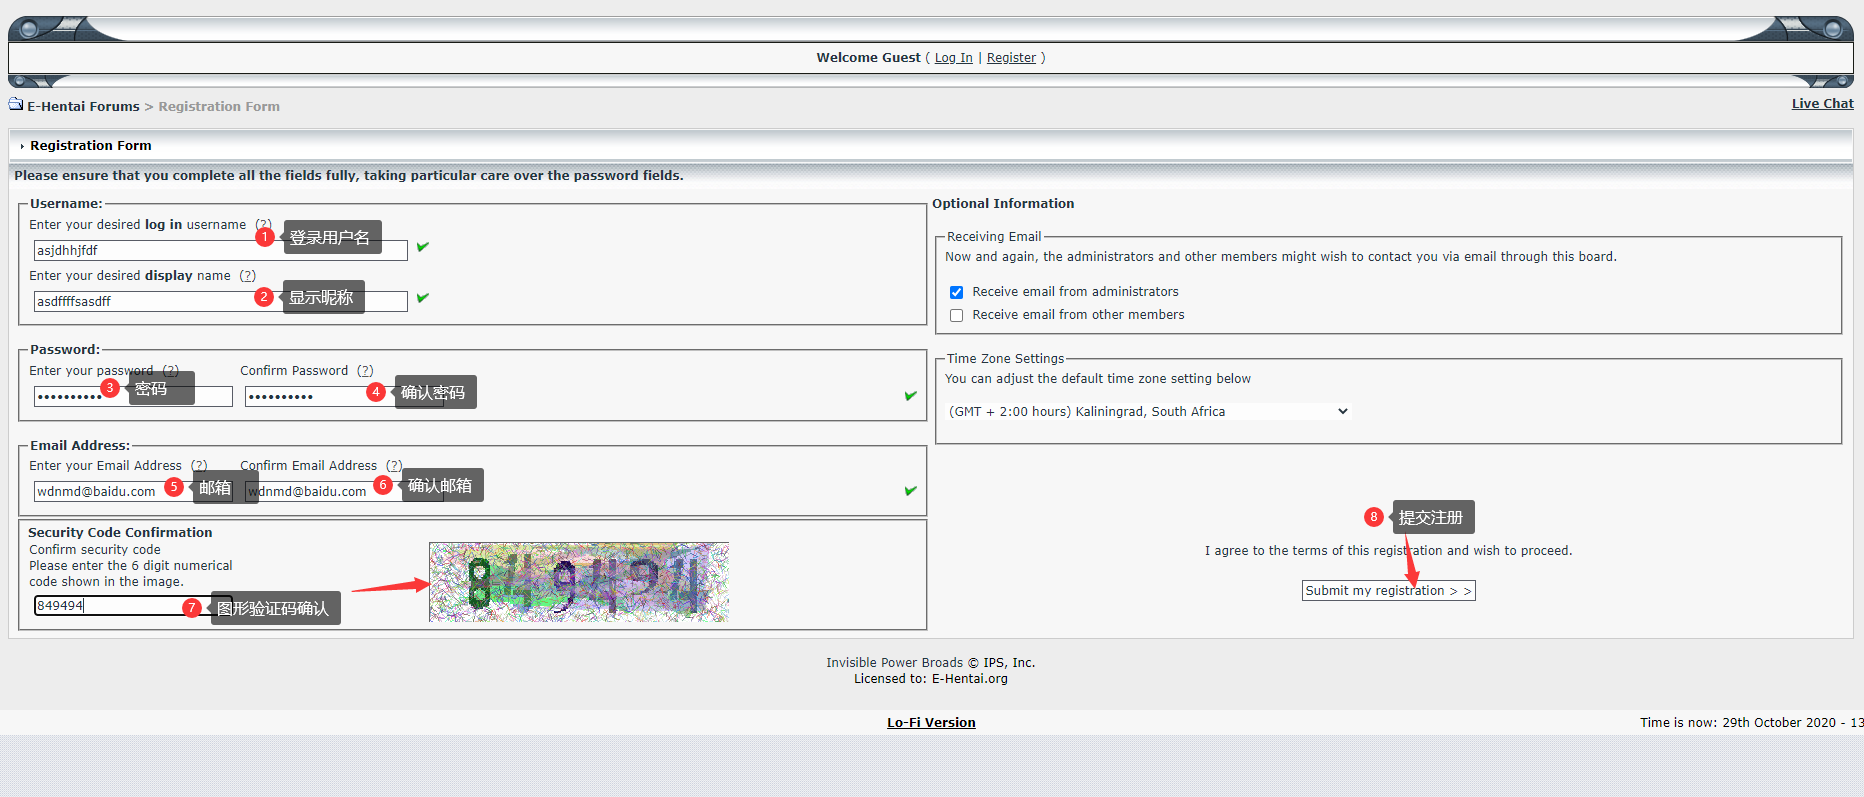 Welcome Guest ( Log In | Register )
E-Hentai Forums > Registration Form
Live Chat
Registration Form
Please ensure that you complete all the fields fully, taking particular care over the password fields.
Username:
Enter your desired log in username (?)
1 登录用户名
asjdhhjfdf
Enter your desired display name (?)
2 显示昵称
asdffffsasdff
Password:
Enter your password (?)
Confirm Password (?)
3 密码
4 确认密码
Email Address:
Enter your Email Address (?)
Confirm Email Address (?)
wdnmd@baidu.com
5 邮箱
wdnmd@baidu.com
6 确认邮箱
Security Code Confirmation
Confirm security code
Please enter the 6 digit numerical
code shown in the image.
849494
7 图形验证码确认
Optional Information
Receiving Email
Now and again, the administrators and other members might wish to contact you via email through this board.
Receive email from administrators
Receive email from other members
Time Zone Settings
You can adjust the default time zone setting below
(GMT + 2:00 hours) Kaliningrad, South Africa
8 提交注册
I agree to the terms of this registration and wish to proceed.
Submit my registration > >
Invisible Power Broads © IPS, Inc.
Licensed to: E-Hentai.org
Lo-Fi Version
Time is now: 29th October 2020 - 13